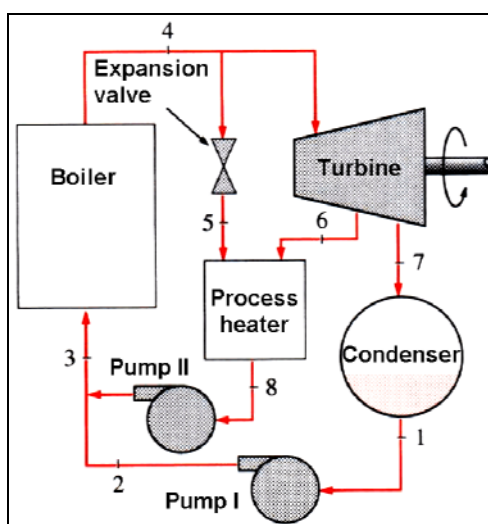 4
Expansion
valve
Boiler
Turbine
5
6
7
Process
heater
Condenser
3
Pump II
8
1
2
Pump I